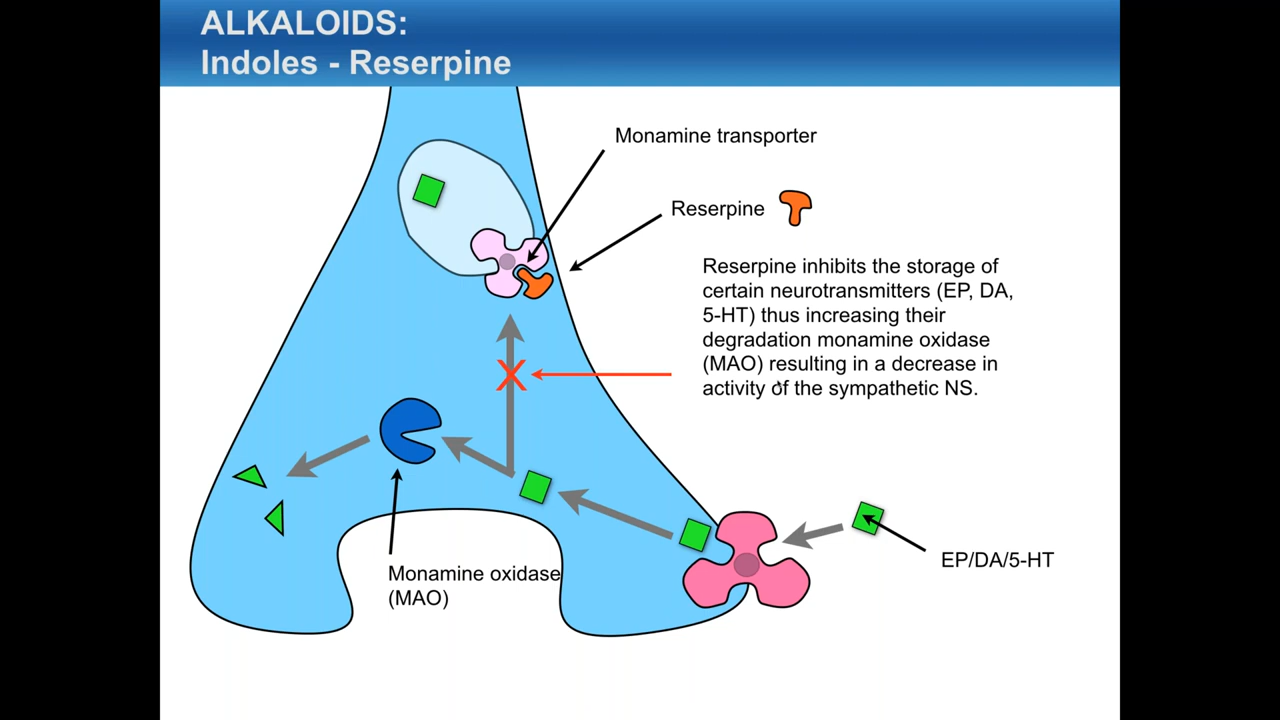 ALKALOIDS:
Indoles - Reserpine
Monamine transporter
Reserpine
Reserpine inhibits the storage of
certain neurotransmitters (EP, DA,
5-HT) thus increasing their
degradation monamine oxidase
(MAO) resulting in a decrease in
activity of the sympathetic NS.
EP/DA/5-HT
Monamine oxidase
(MAO)